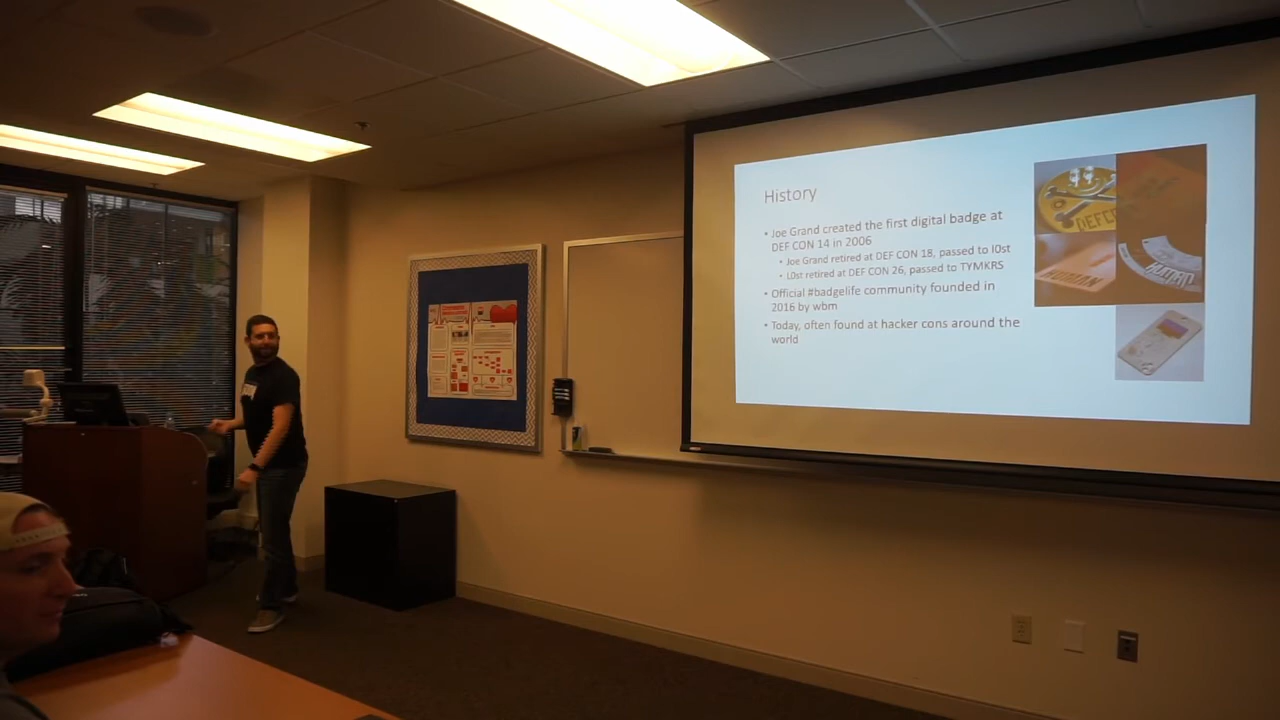 History
• Joe Grand created the first digital badge at
DEF CON 14 in 2006
• Joe Grand retired at DEF CON 18, passed to l0st
• L0st retired at DEF CON 26, passed to TYMKRS
• Official #badgelife community founded in
2016 by wbm
• Today, often found at hacker cons around the
world
DEFC
HUMAN